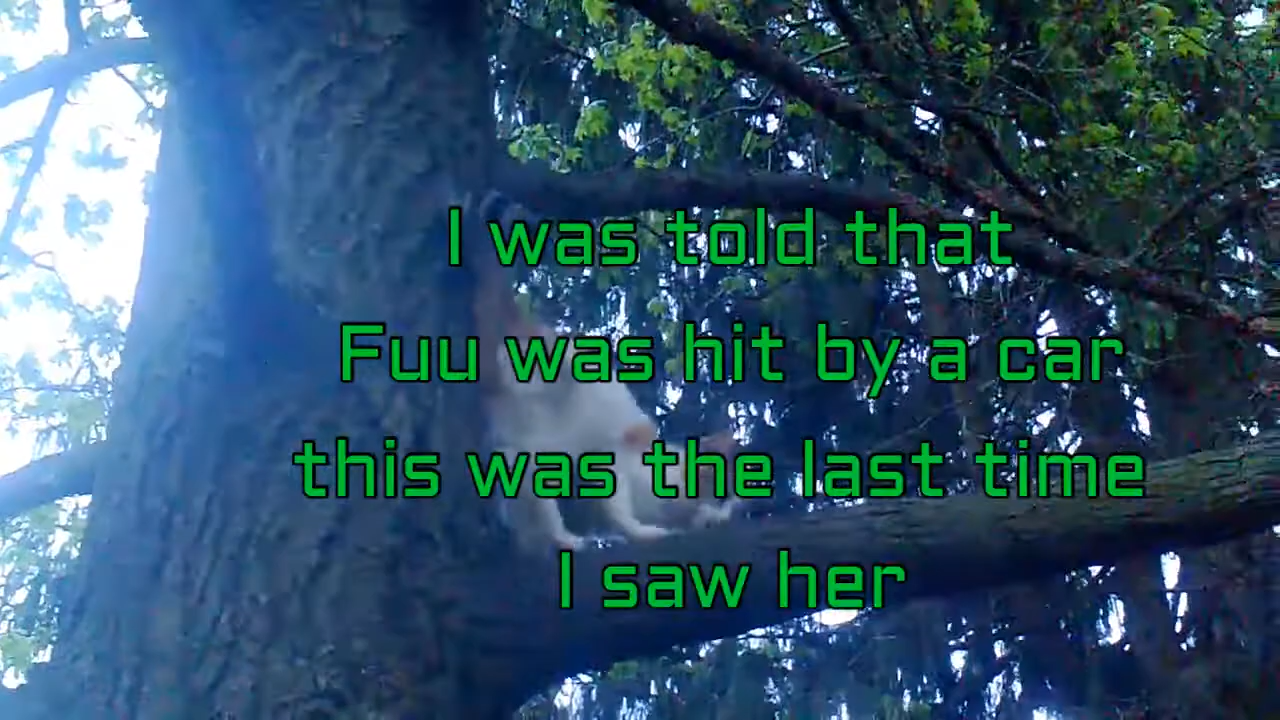 I was told that
Fuu was hit by a car
this was the last time
I saw her